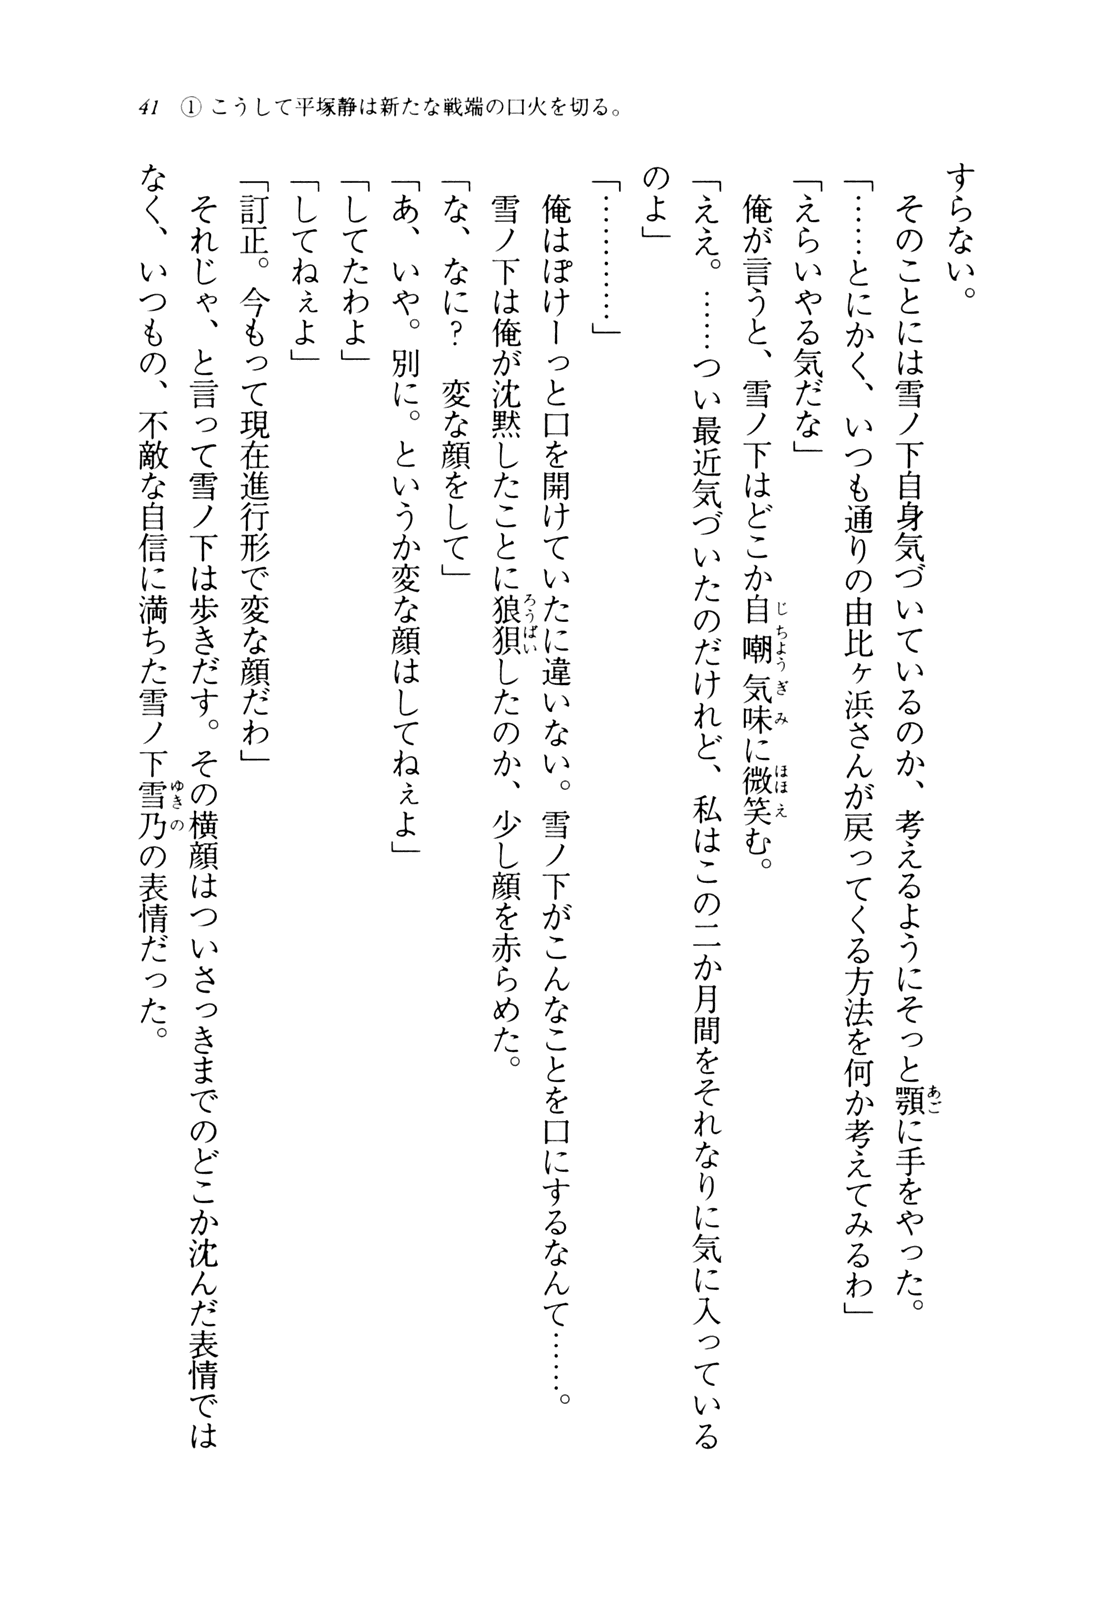 41 ① こうして平塚静は新たな戦端の口火を切る。
すらない。
　そのことには雪ノ下自身気づいているのか、考えるようにそっと顎に手をやった。
「……とにかく、いつも通りの由比ヶ浜さんが戻ってくる方法を何か考えてみるわ」
「えらいやる気だな」
　俺が言うと、雪ノ下はどこか自嘲気味に微笑む。
「ええ。……つい最近気づいたのだけれど、私はこの二か月間をそれなりに気に入っている
のよ」
「…………」
　俺はぽけーっと口を開けていたに違いない。雪ノ下がこんなことを口にするなんて……。
　雪ノ下は俺が沈黙したことに狼狽したのか、少し顔を赤らめた。
「な、なに？　変な顔をして」
「あ、いや。別に。というか変な顔はしてねぇよ」
「してたわよ」
「してねぇよ」
「訂正。今もって現在進行形で変な顔だわ」
　それじゃ、と言って雪ノ下は歩きだす。その横顔はついさっきまでのどこか沈んだ表情では
なく、いつもの、不敵な自信に満ちた雪ノ下雪乃の表情だった。